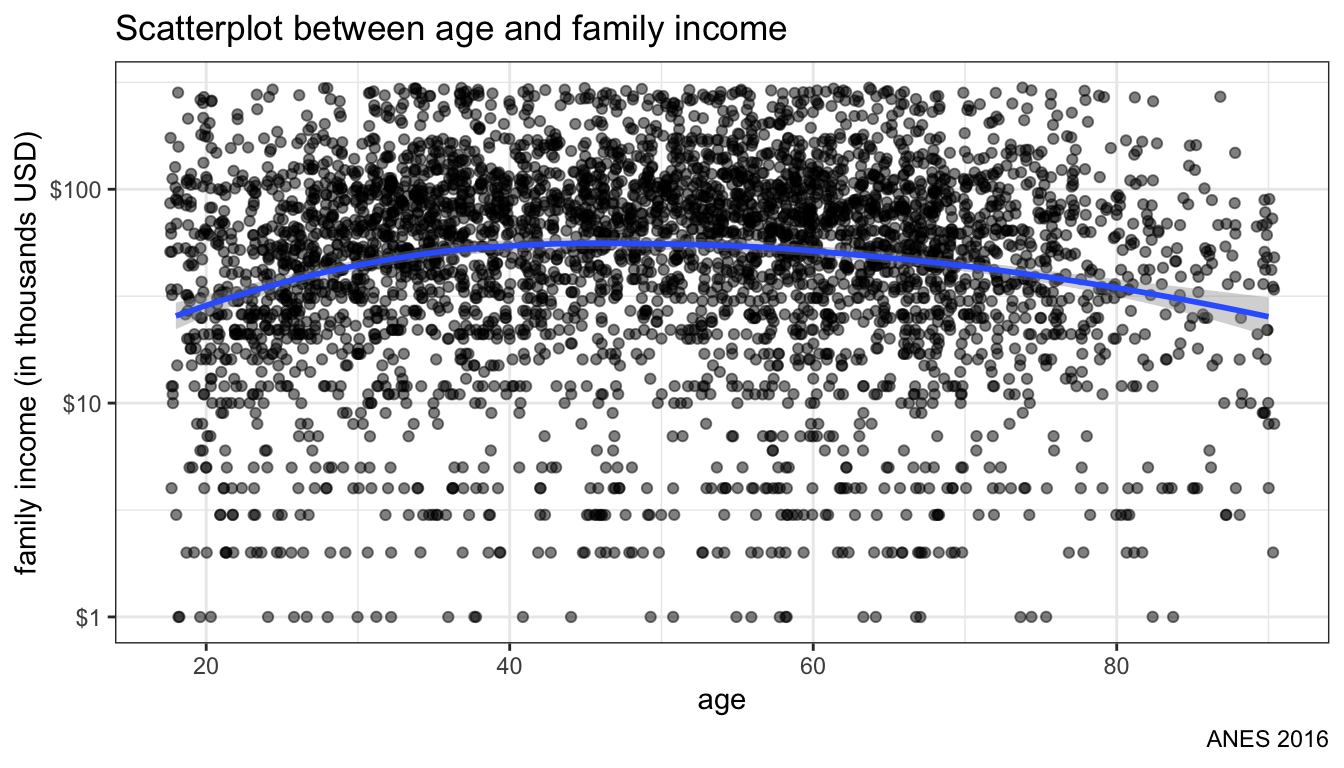 Scatterplot between age and family income
family income (in thousands USD)
$100
$10
$1
20 40 60 80
age
ANES 2016